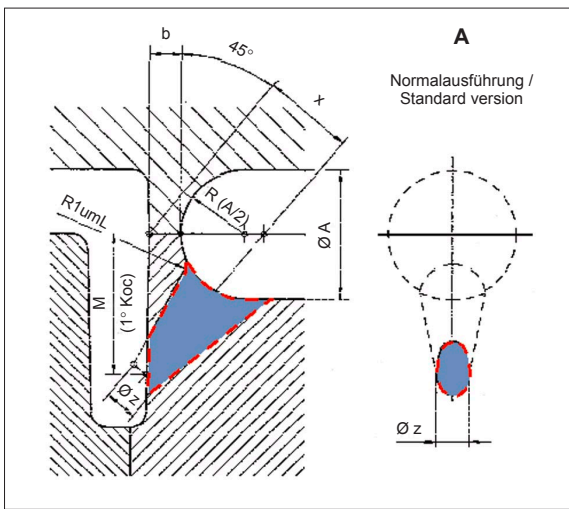 b
45°
x
A
Normalausführung /
Standard version
R (A/2)
R1umL
Ø A
M
(1° Koc)
Ø z
Ø z